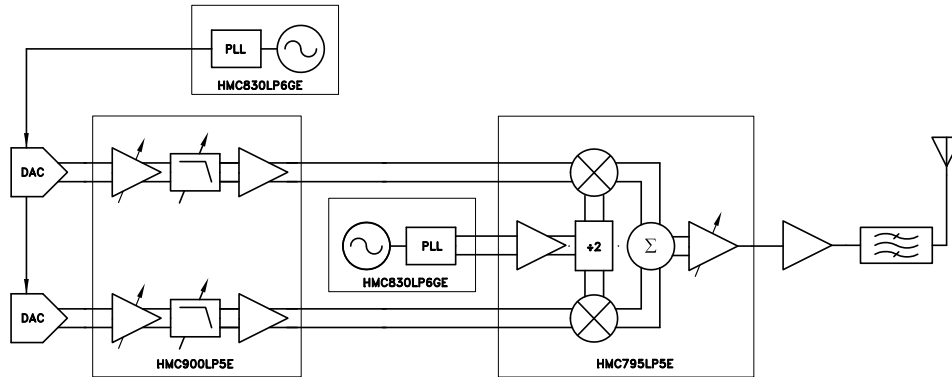 PLL
HMC830LP6GE
DAC
PLL
÷2
Σ
HMC830LP6GE
DAC
HMC900LP5E
HMC795LP5E